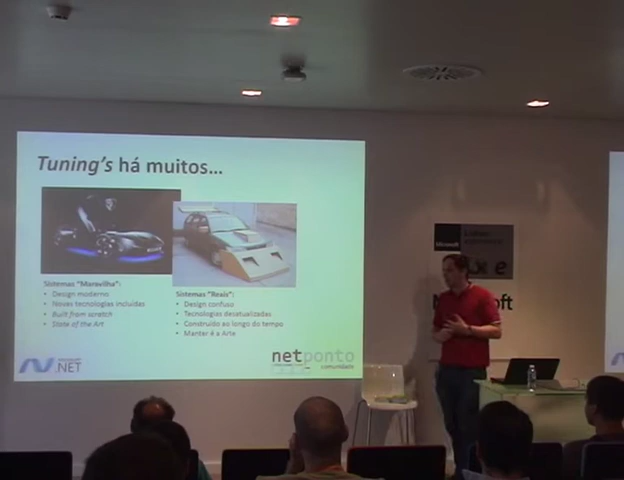 Tuning's há muitos...
Sistemas "Maravilha":
• Design moderno
• Novas tecnologias incluídas
• Built from scratch
• State of the Art
Sistemas "Reais":
• Design confuso
• Tecnologias desatualizadas
• Construído ao longo do tempo
• Manter é a Arte
.NET
netponto
comunidade
Microsoft